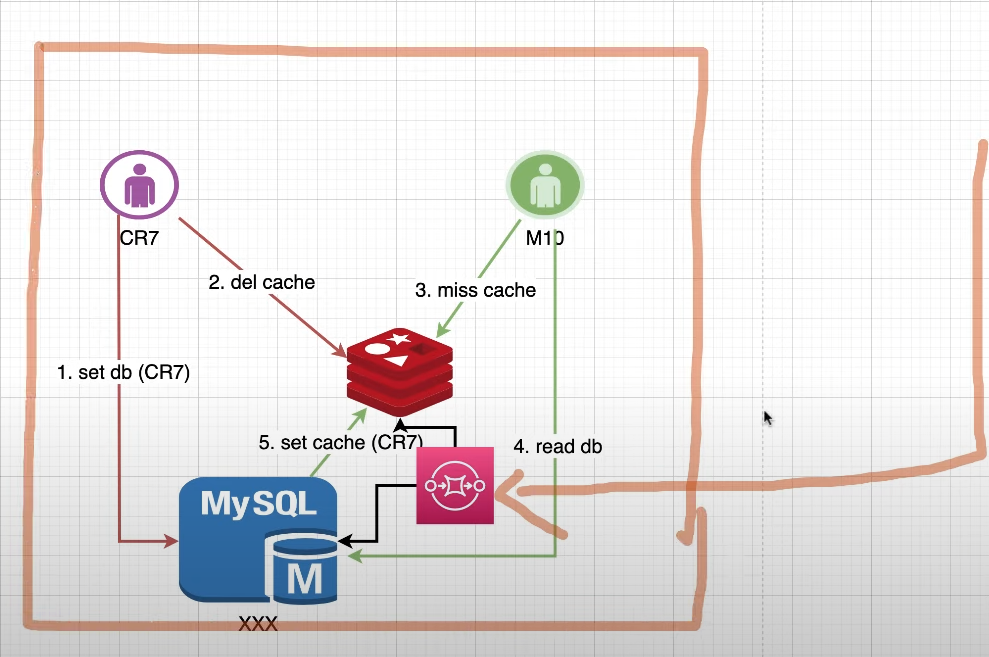 CR7
M10
2. del cache
3. miss cache
1. set db (CR7)
5. set cache (CR7)
4. read db
MySQL
M
XXX